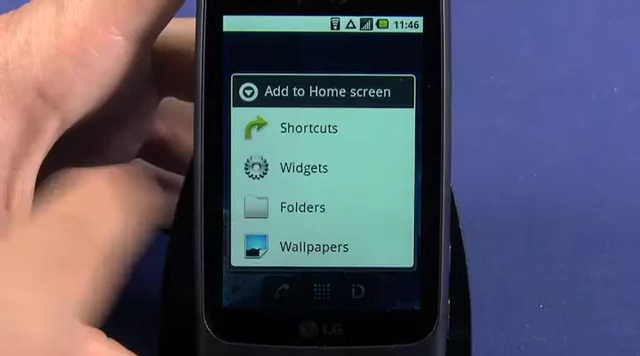 11:46
Add to Home screen
Shortcuts
Widgets
Folders
Wallpapers
LG